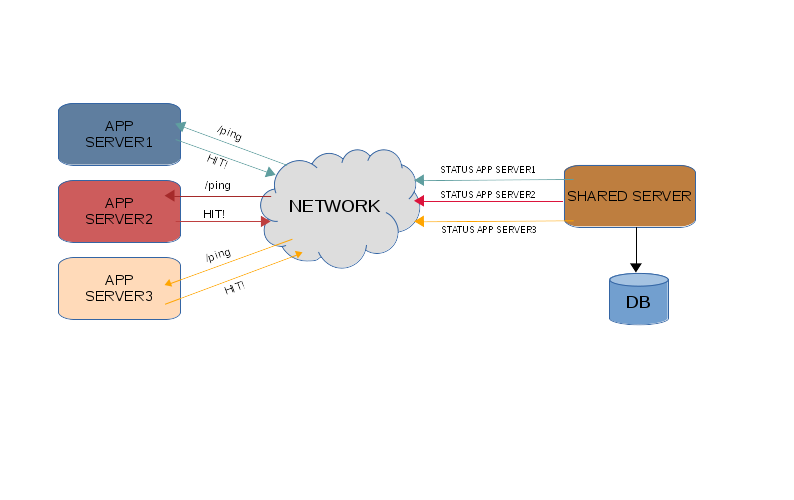 APP
SERVER1
/ping
HIT!
APP
SERVER2
/ping
HIT!
APP
SERVER3
/ping
HIT!
NETWORK
STATUS APP SERVER1
STATUS APP SERVER2
STATUS APP SERVER3
SHARED SERVER
DB